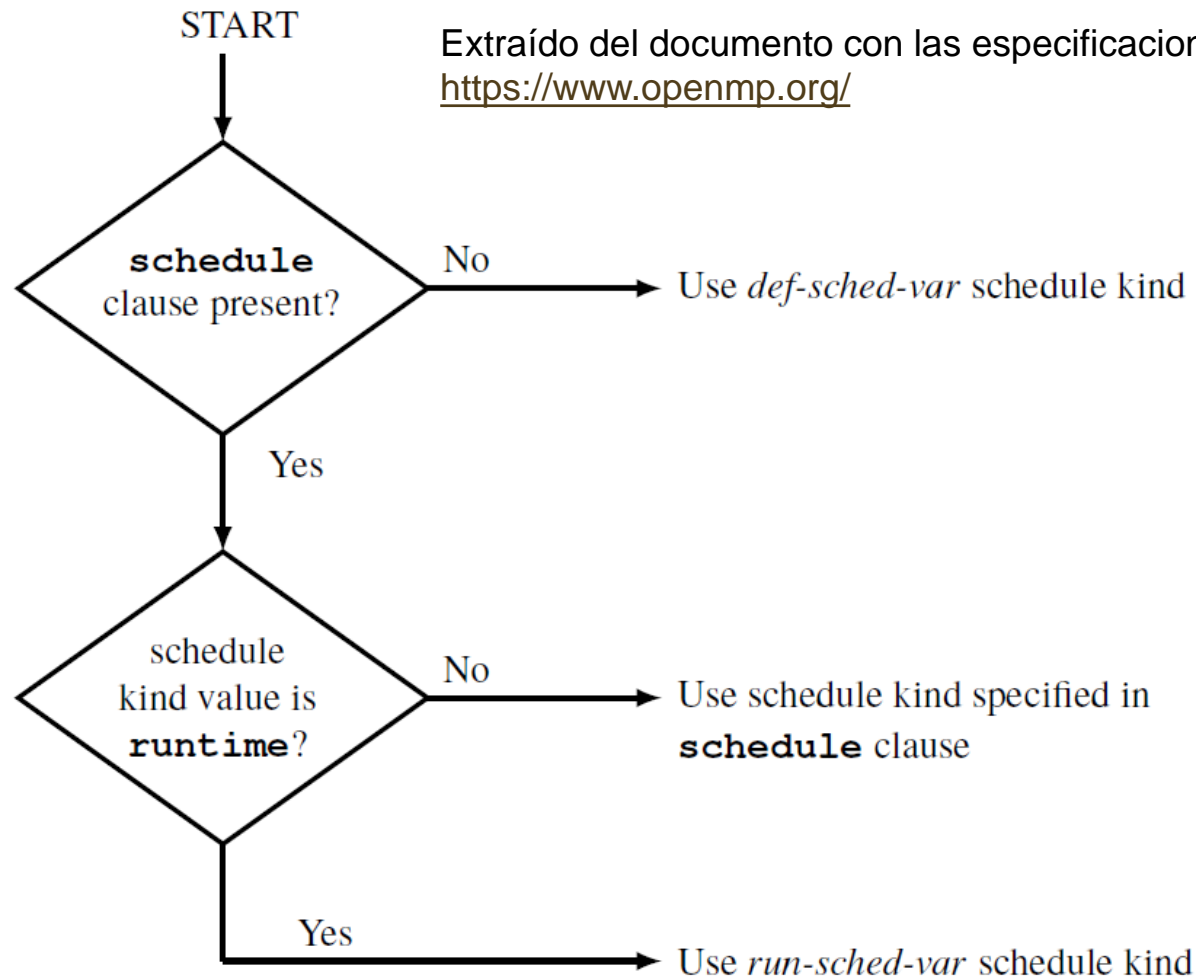 START
Extraído del documento con las especificacion
https://www.openmp.org/
schedule
clause present?
No
Use def-sched-var schedule kind
Yes
schedule
kind value is
runtime?
No
Use schedule kind specified in
schedule clause
Yes
Use run-sched-var schedule kind